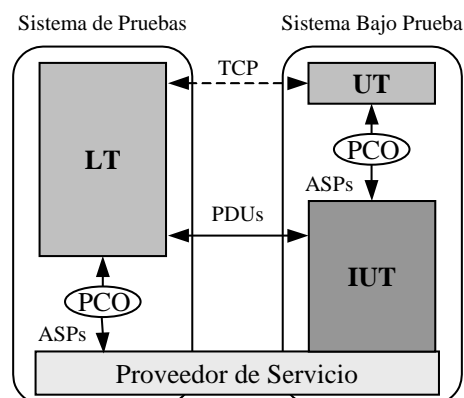 Sistema de Pruebas
Sistema Bajo Prueba
TCP
UT
LT
PCO
ASPs
PDUs
IUT
PCO
ASPs
Proveedor de Servicio